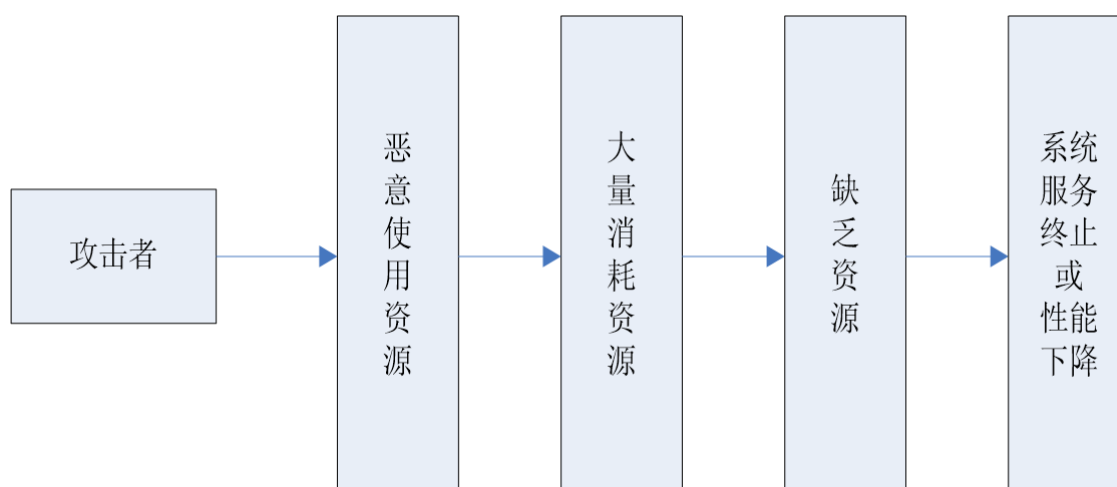 攻击者
恶意使用资源
大量消耗资源
缺乏资源
系统
服务
终止
或
性能
下降